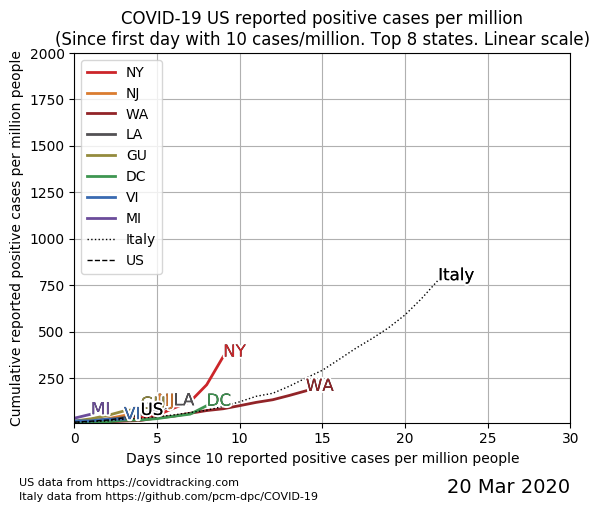 COVID-19 US reported positive cases per million
(Since first day with 10 cases/million. Top 8 states. Linear scale)
Cumulative reported positive cases per million people
2000
1750
1500
1250
1000
750
500
250
NY
NJ
WA
LA
GU
DC
VI
MI
Italy
US
Italy
NY
WA
MI
VI
US
NJ
LA
DC
0
5
10
15
20
25
30
Days since 10 reported positive cases per million people
US data from https://covidtracking.com
Italy data from https://github.com/pcm-dpc/COVID-19
20 Mar 2020